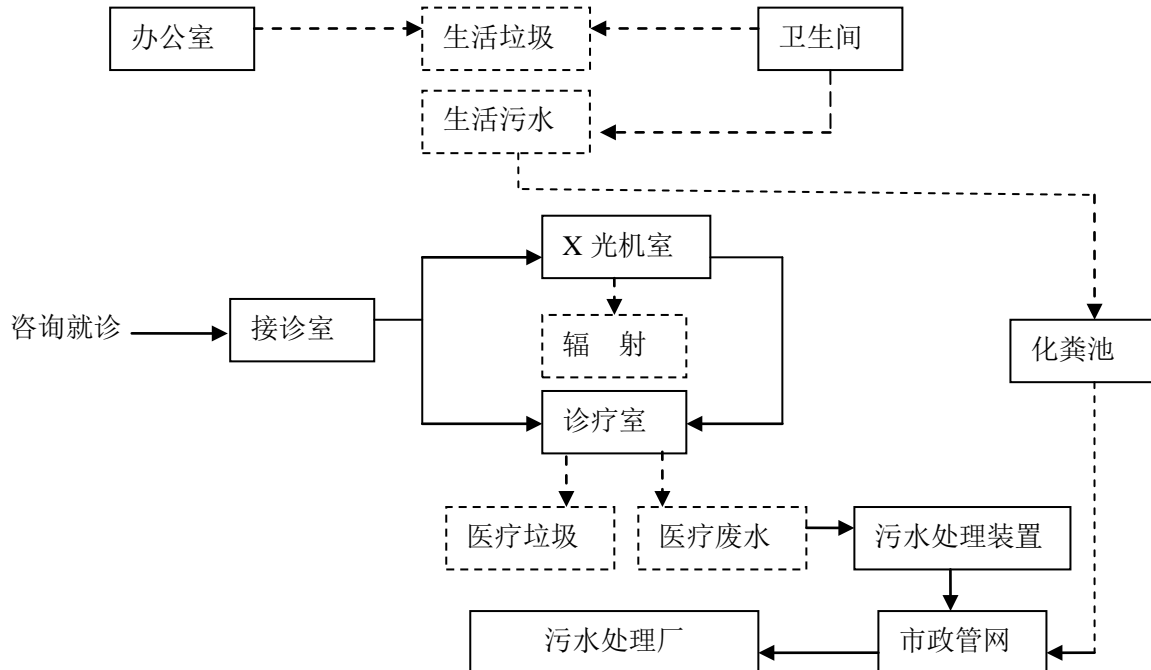 办公室
生活垃圾
卫生间
生活污水
X 光机室
咨询就诊
接诊室
辐 射
化粪池
诊疗室
医疗垃圾
医疗废水
污水处理装置
污水处理厂
市政管网